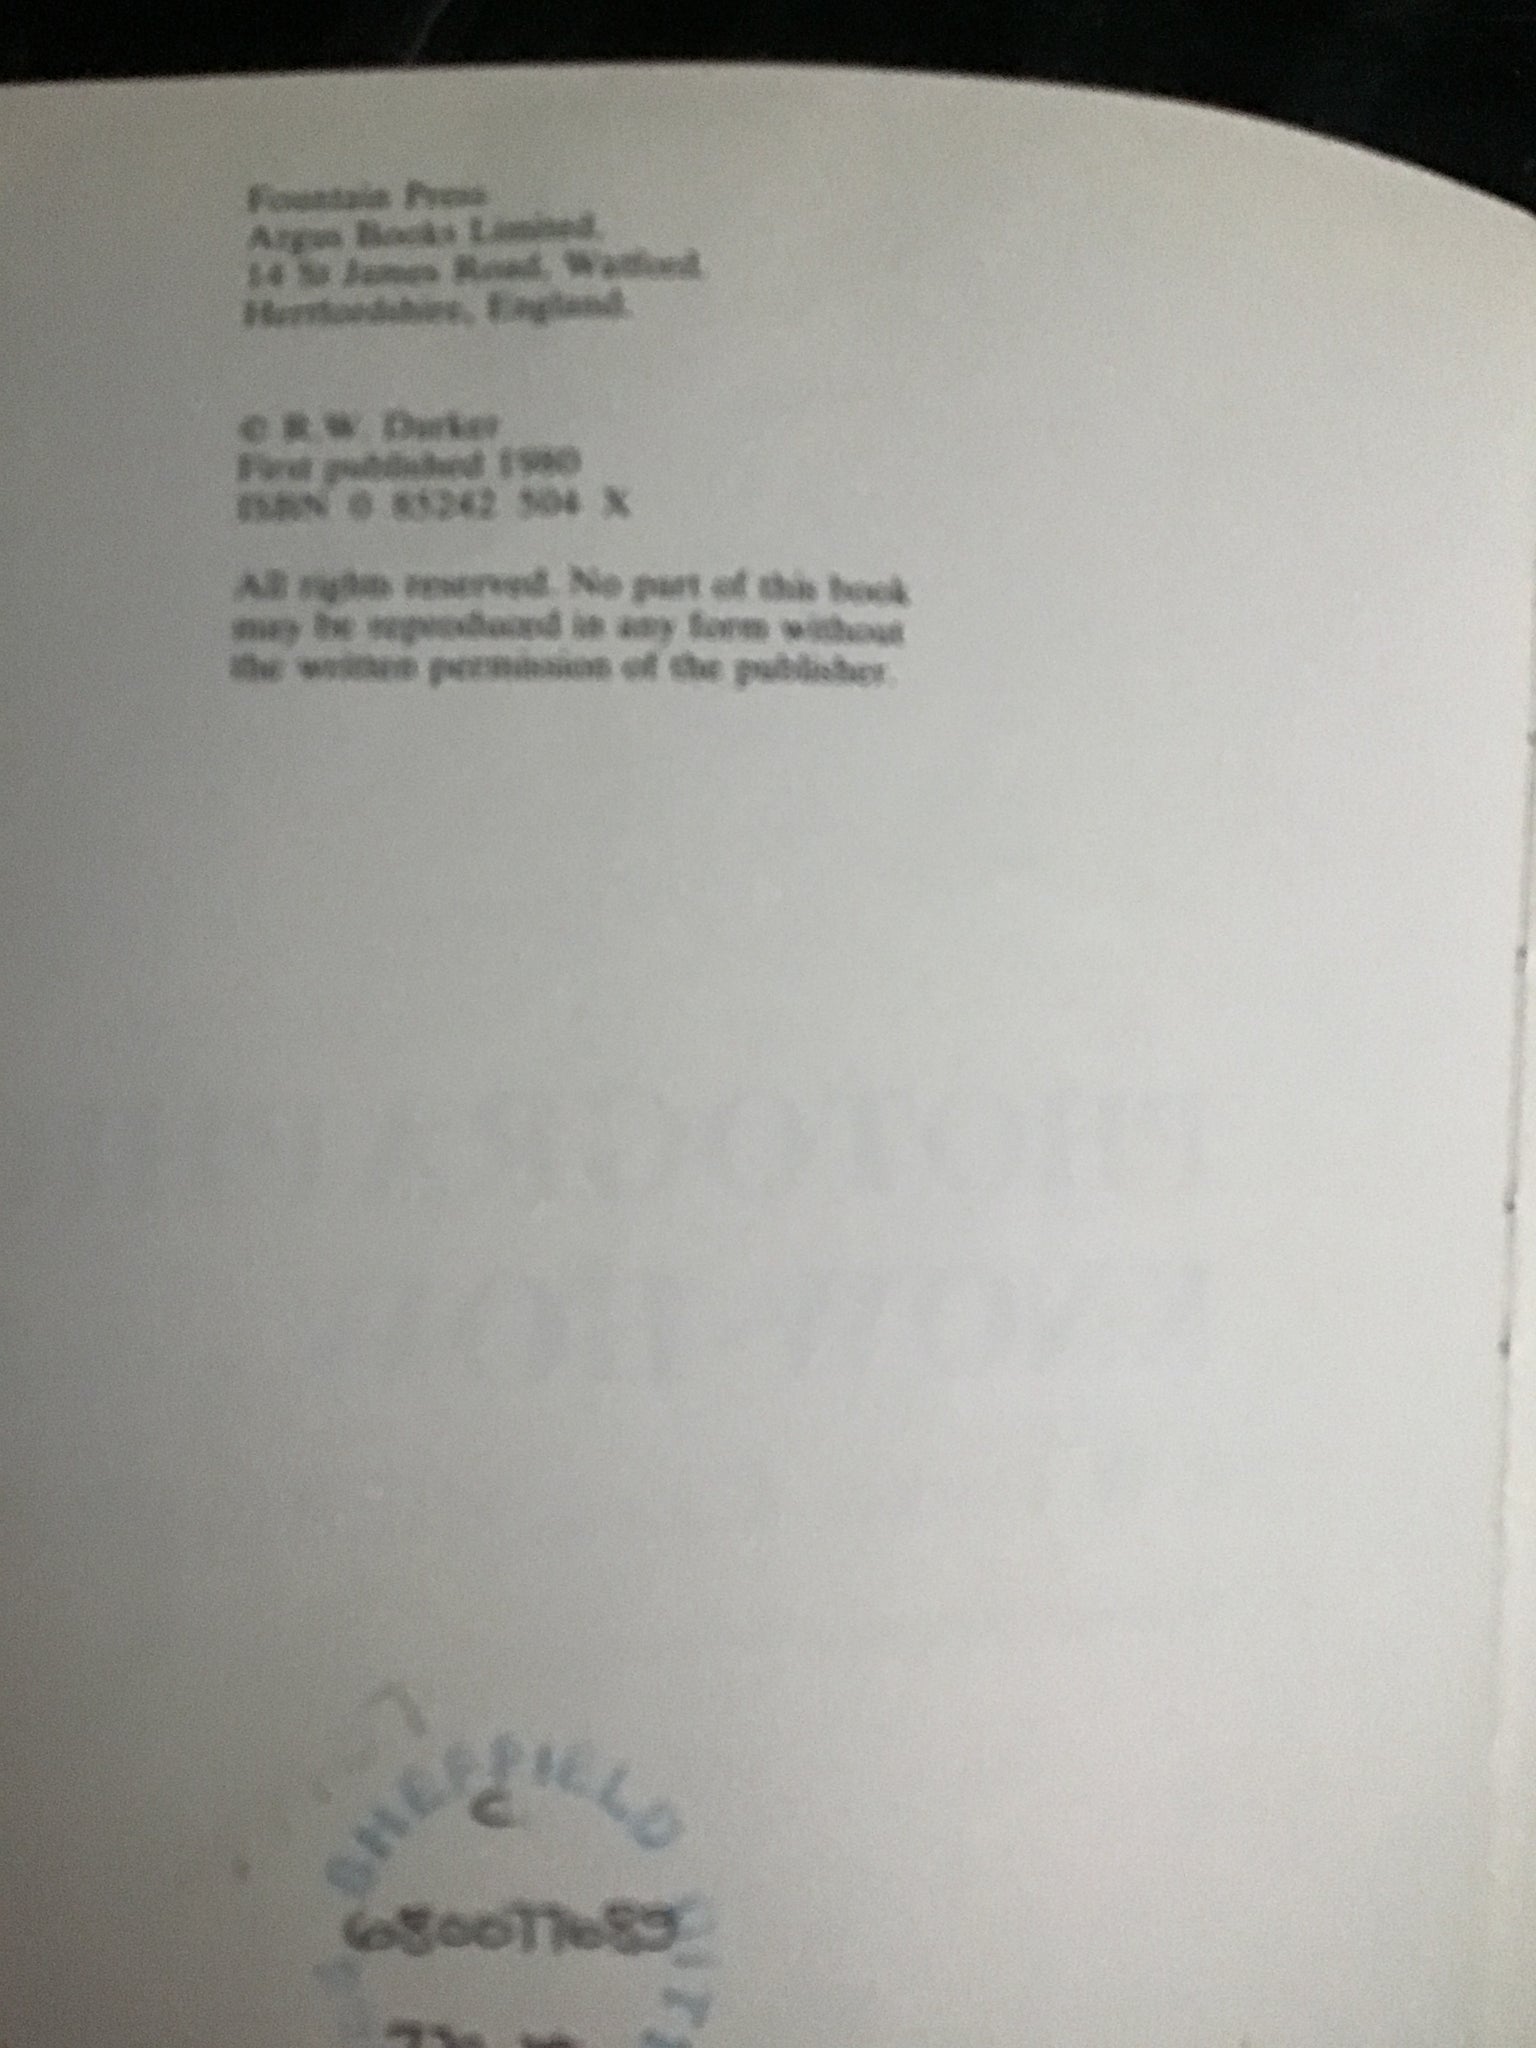 Fountain Press
Argus Books Limited,
14 St James Road, Watford,
Hertfordshire, England.
© R.W.
First published 1980
ISBN 0 85242 504 X
All rights reserved. No part of this book
may be reproduced in any form without
the written permission of the publisher.
SHEFFIELD
C